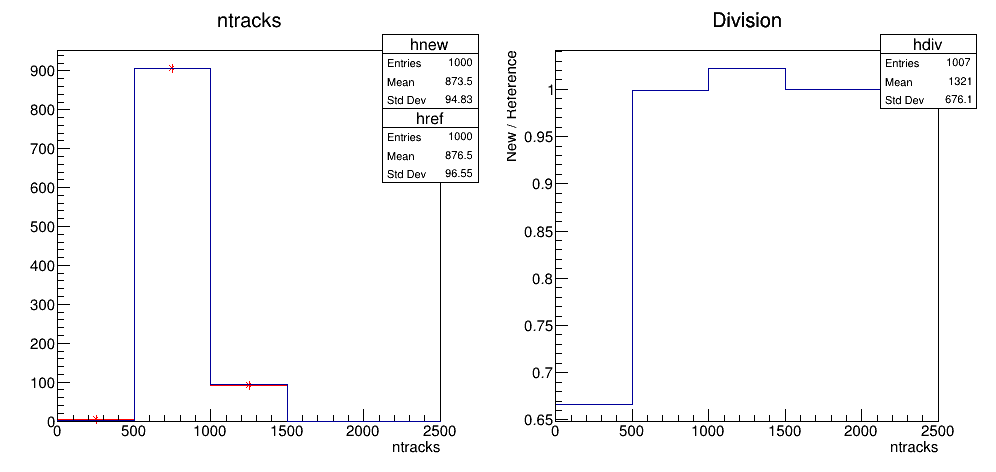 ntracks
hnew
Entries 1000
Mean 873.5
Std Dev 94.83
href
Entries 1000
Mean 876.5
Std Dev 96.55
900
800
700
600
500
400
300
200
100
0
0 500 1000 1500 2000 2500
ntracks
Division
hdiv
Entries 1007
Mean 1321
Std Dev 676.1
New / Reference
1
0.95
0.9
0.85
0.8
0.75
0.7
0.65
0 500 1000 1500 2000 2500
ntracks